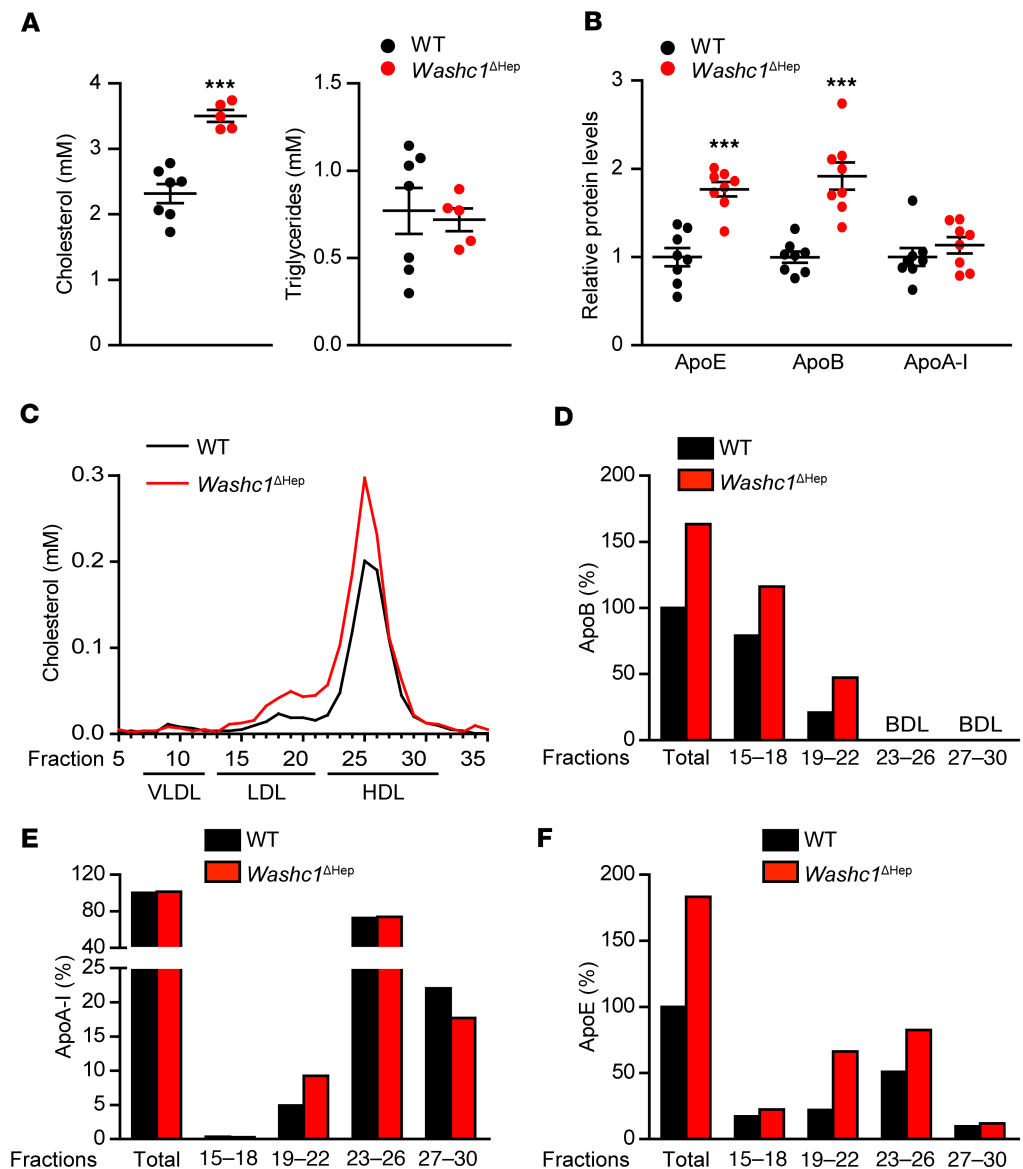 A
WT
Washc1ΔHep
Cholesterol (mM)
4
3
2
1
0
***
Triglycerides (mM)
1.5
1.0
0.5
0.0
B
WT
Washc1ΔHep
Relative protein levels
3
2
1
0
***
***
ApoE ApoB ApoA-I
C
WT
Washc1ΔHep
Cholesterol (mM)
0.3
0.2
0.1
0.0
Fraction 5 10 15 20 25 30 35
VLDL LDL HDL
D
WT
Washc1ΔHep
ApoB (%)
200
150
100
50
0
BDL BDL
Fractions Total 15–18 19–22 23–26 27–30
E
WT
Washc1ΔHep
ApoA-I (%)
120
80
40
25
20
15
10
5
0
Fractions Total 15–18 19–22 23–26 27–30
F
WT
Washc1ΔHep
ApoE (%)
200
150
100
50
0
Fractions Total 15–18 19–22 23–26 27–30